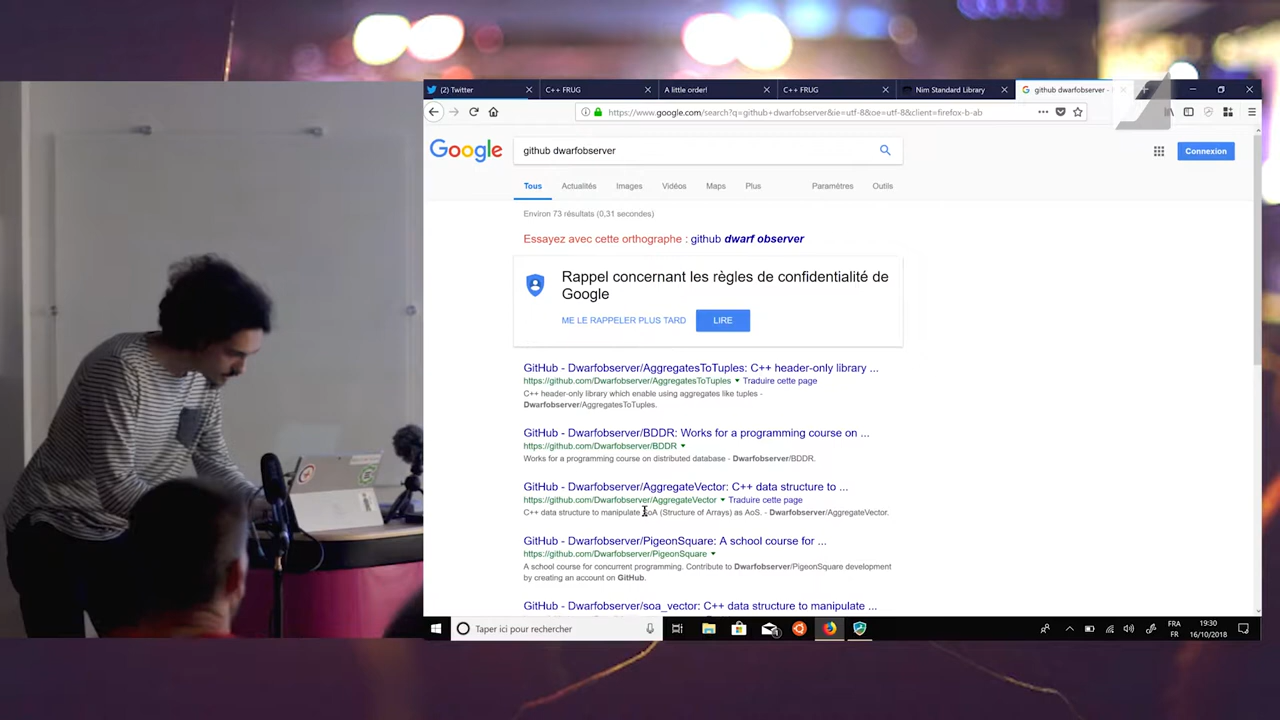 (2) Twitter
C++ FRUG
A little order!
C++ FRUG
Nim Standard Library
github dwarfobserver -
https://www.google.com/search?q=github+dwarfobserver&ie=utf-8&oe=utf-8&client=firefox-b-ab
Google
github dwarfobserver
Connexion
Tous
Actualités
Images
Vidéos
Maps
Plus
Paramètres
Outils
Environ 73 résultats (0,31 secondes)
Essayez avec cette orthographe : github dwarf observer
Rappel concernant les règles de confidentialité de
Google
ME LE RAPPELER PLUS TARD
LIRE
GitHub - Dwarfobserver/AggregatesToTuples: C++ header-only library ...
https://github.com/Dwarfobserver/AggregatesToTuples ▼ Traduire cette page
C++ header-only library which enable using aggregates like tuples -
Dwarfobserver/AggregatesToTuples.
GitHub - Dwarfobserver/BDDR: Works for a programming course on ...
https://github.com/Dwarfobserver/BDDR ▼
Works for a programming course on distributed database - Dwarfobserver/BDDR.
GitHub - Dwarfobserver/AggregateVector: C++ data structure to ...
https://github.com/Dwarfobserver/AggregateVector ▼ Traduire cette page
C++ data structure to manipulate SoA (Structure of Arrays) as AoS. - Dwarfobserver/AggregateVector.
GitHub - Dwarfobserver/PigeonSquare: A school course for ...
https://github.com/Dwarfobserver/PigeonSquare ▼
A school course for concurrent programming. Contribute to Dwarfobserver/PigeonSquare development
by creating an account on GitHub.
GitHub - Dwarfobserver/soa_vector: C++ data structure to manipulate ...
Taper ici pour rechercher
FRA
FR
19:30
16/10/2018